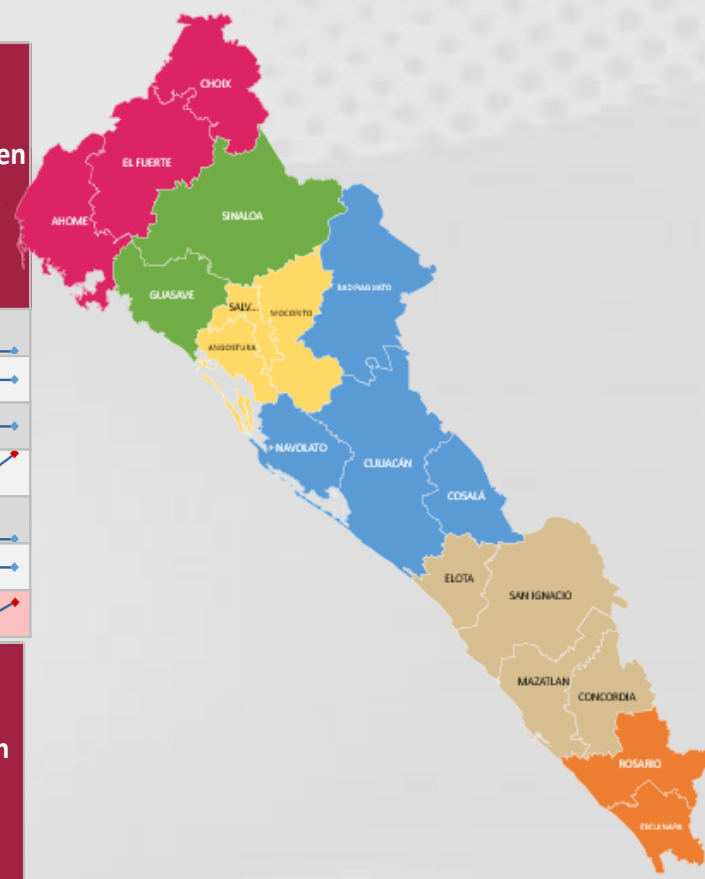 CHOIX
en
EL FUERTE
SINALOA
AHOME
BADIRAGUATO
GUASAVE
SALV...
MOCORITO
ANGOSTURA
NAVOLATO
CULIACÁN
COSALÁ
ELOTA
SAN IGNACIO
MAZATLAN
CONCORDIA
n
ROSARIO
ESCUINAPA